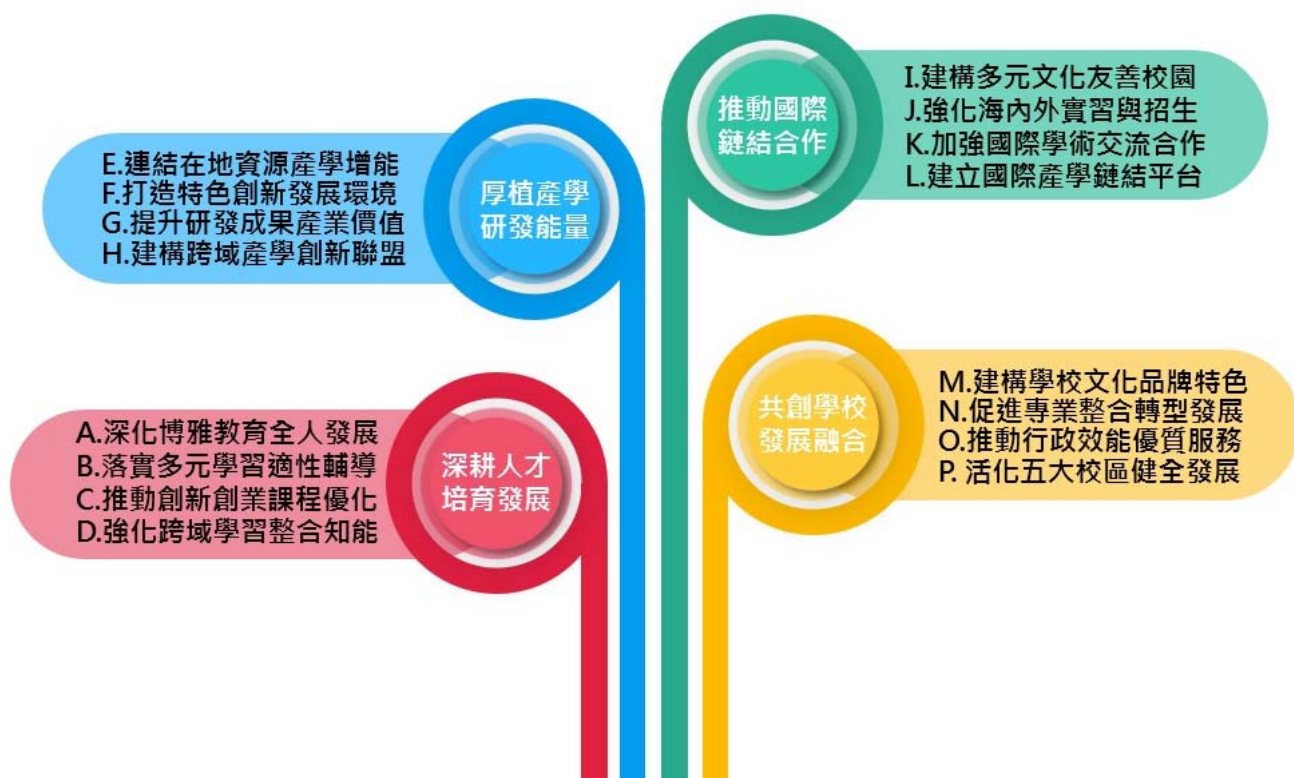 推動國際
鏈結合作
I.建構多元文化友善校園
J.強化海內外實習與招生
K.加強國際學術交流合作
L.建立國際產學鏈結平台
E.連結在地資源產學增能
F.打造特色創新發展環境
G.提升研發成果產業價值
H.建構跨域產學創新聯盟
厚植產學
研發能量
共創學校
發展融合
M.建構學校文化品牌特色
N.促進專業整合轉型發展
O.推動行政效能優質服務
P. 活化五大校區健全發展
A.深化博雅教育全人發展
B.落實多元學習適性輔導
C.推動創新創業課程優化
D.強化跨域學習整合知能
深耕人才
培育發展